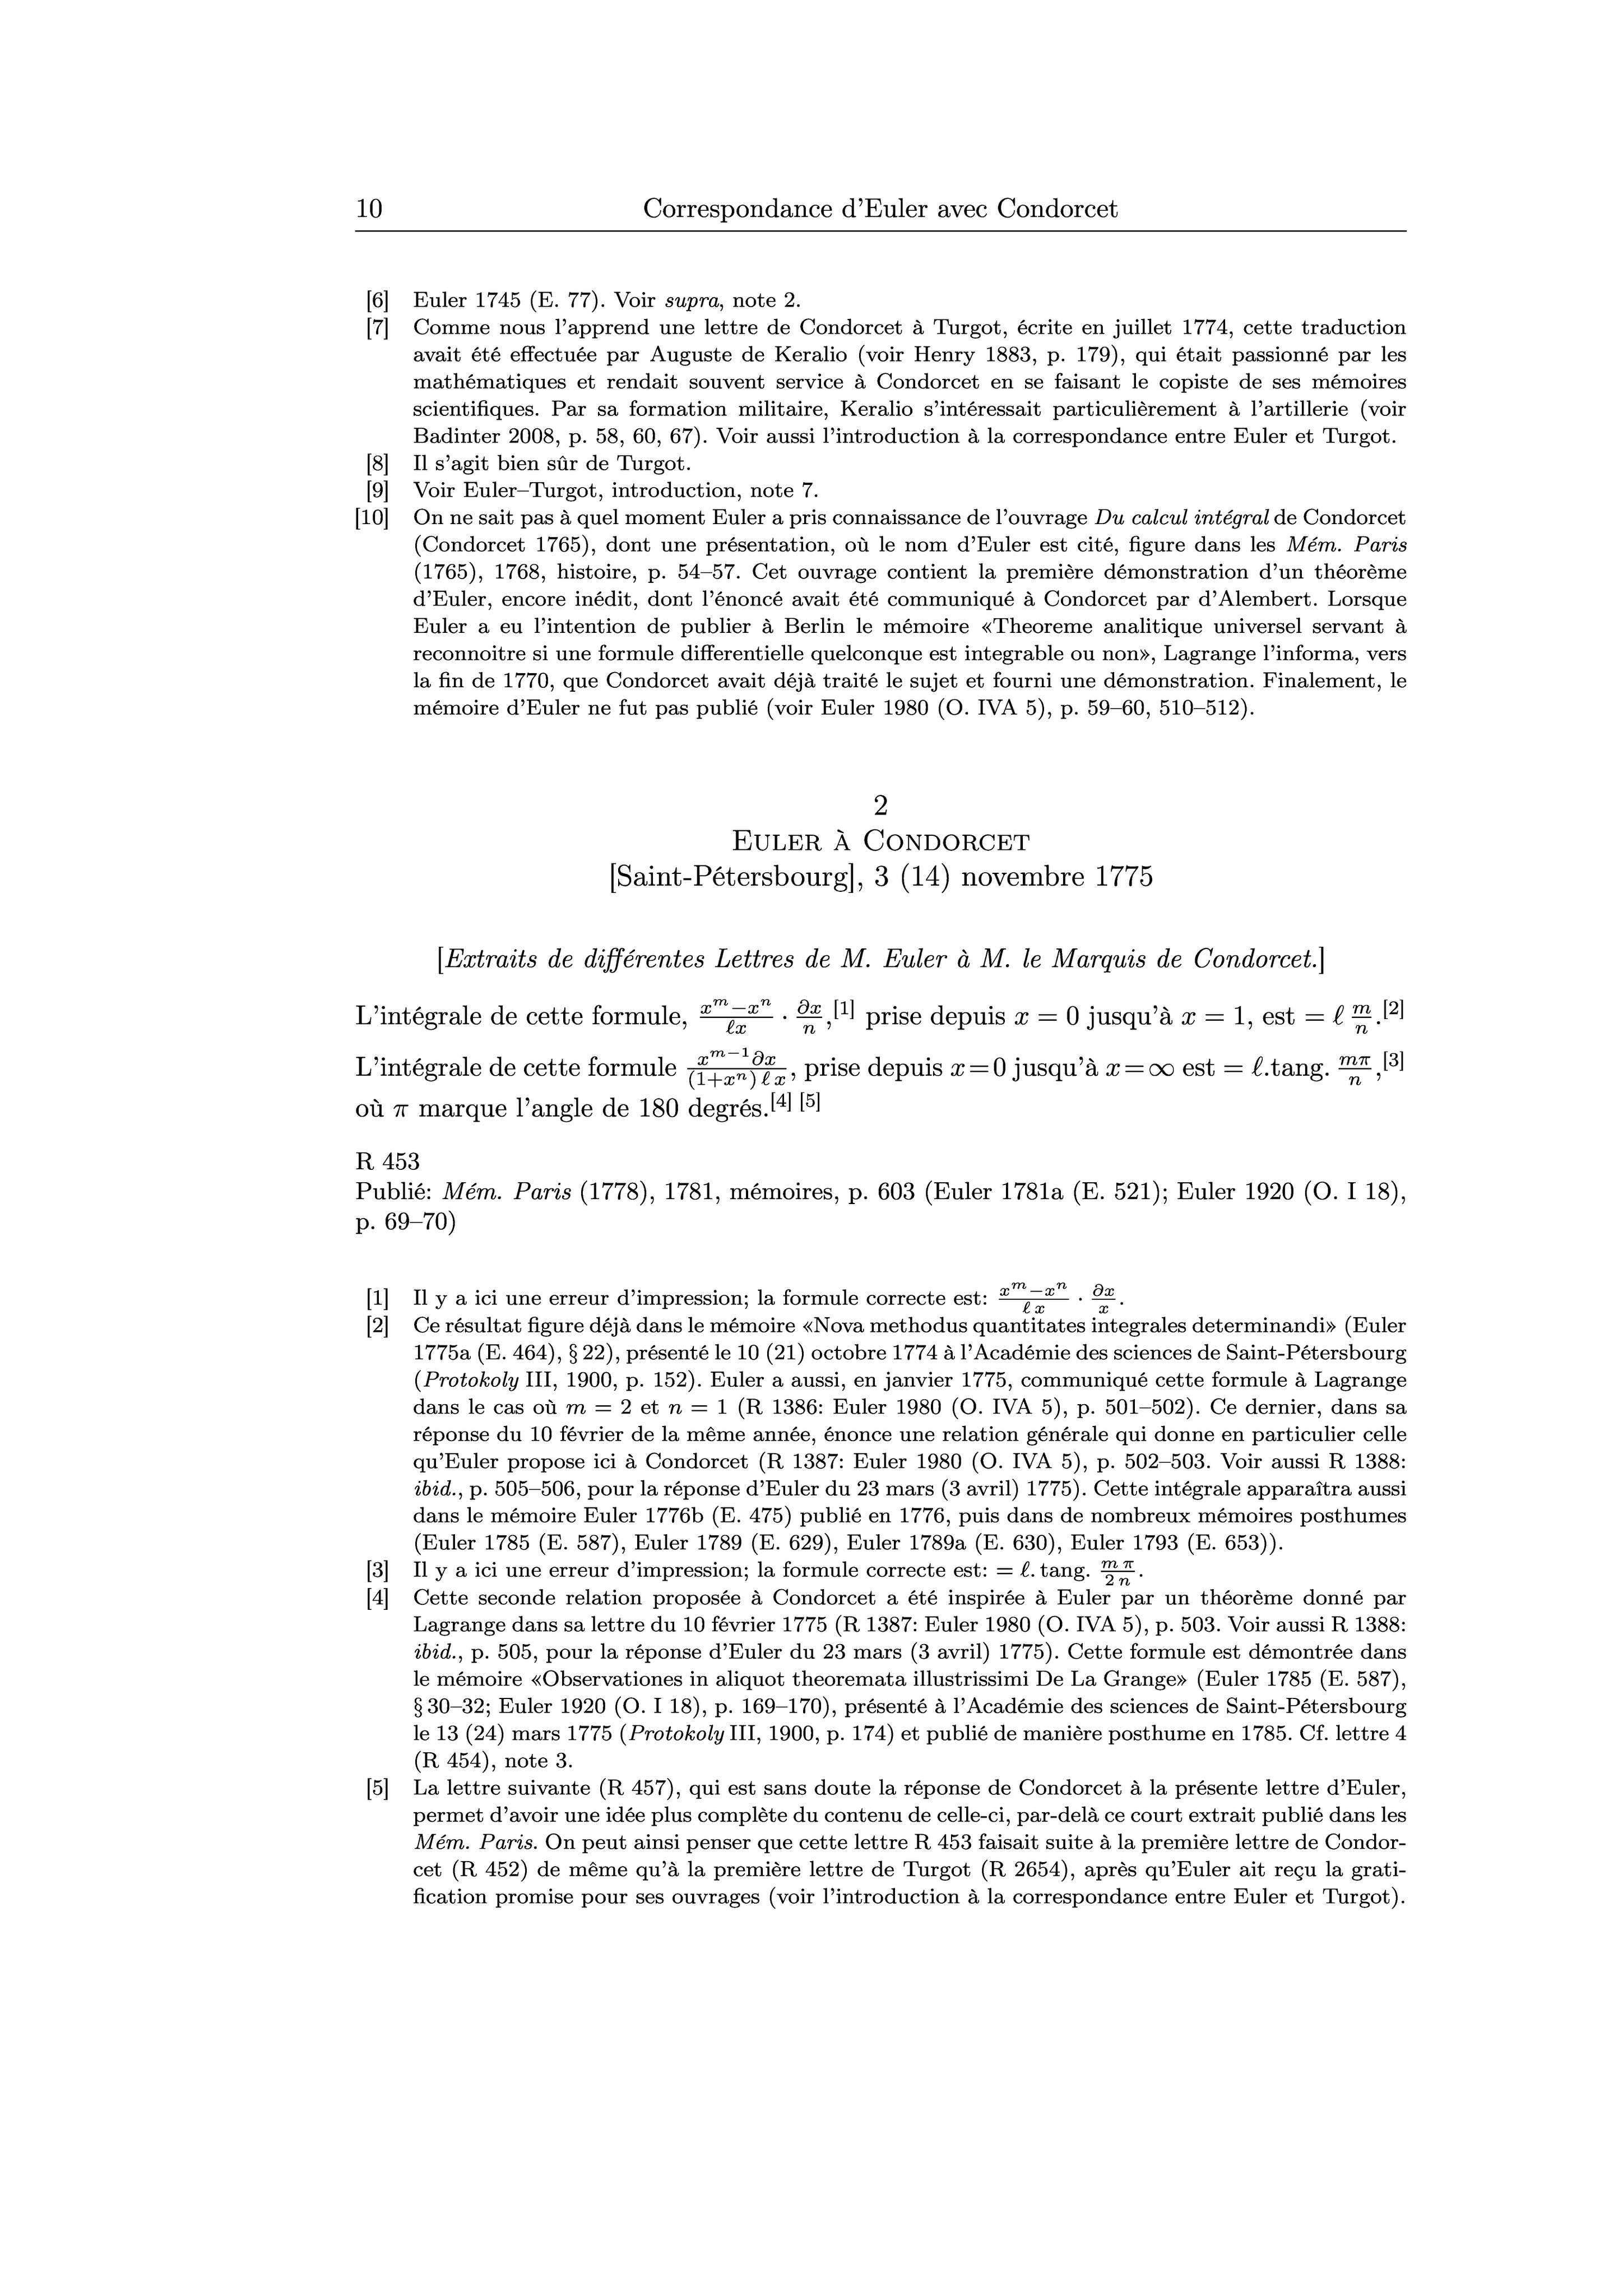 10 Correspondance d'Euler avec Condorcet
[6] Euler 1745 (E. 77). Voir supra, note 2.
[7] Comme nous l'apprend une lettre de Condorcet à Turgot, écrite en juillet 1774, cette traduction
avait été effectuée par Auguste de Keralio (voir Henry 1883, p. 179), qui était passionné par les
mathématiques et rendait souvent service à Condorcet en se faisant le copiste de ses mémoires
scientifiques. Par sa formation militaire, Keralio s'intéressait particulièrement à l'artillerie (voir
Badinter 2008, p. 58, 60, 67). Voir aussi l'introduction à la correspondance entre Euler et Turgot.
[8] Il s'agit bien sûr de Turgot.
[9] Voir Euler–Turgot, introduction, note 7.
[10] On ne sait pas à quel moment Euler a pris connaissance de l'ouvrage Du calcul intégral de Condorcet
(Condorcet 1765), dont une présentation, où le nom d'Euler est cité, figure dans les Mém. Paris
(1765), 1768, histoire, p. 54–57. Cet ouvrage contient la première démonstration d'un théorème
d'Euler, encore inédit, dont l'énoncé avait été communiqué à Condorcet par d'Alembert. Lorsque
Euler a eu l'intention de publier à Berlin le mémoire «Theoreme analitique universel servant à
reconnoitre si une formule differentielle quelconque est integrable ou non», Lagrange l'informa, vers
la fin de 1770, que Condorcet avait déjà traité le sujet et fourni une démonstration. Finalement, le
mémoire d'Euler ne fut pas publié (voir Euler 1980 (O. IVA 5), p. 59–60, 510–512).
2
Euler à Condorcet
[Saint-Pétersbourg], 3 (14) novembre 1775
[Extraits de différentes Lettres de M. Euler à M. le Marquis de Condorcet.]
L'intégrale de cette formule, $\frac{x^m - x^n}{\ell x} \cdot \frac{\partial x}{n}$,[1] prise depuis x = 0 jusqu'à x = 1, est = $\ell \frac{m}{n}$.[2]
L'intégrale de cette formule $\frac{x^{m-1} \partial x}{(1+x^n)\, \ell\, x}$, prise depuis x=0 jusqu'à x=∞ est = ℓ.tang. $\frac{m\pi}{n}$,[3]
où π marque l'angle de 180 degrés.[4] [5]
R 453
Publié: Mém. Paris (1778), 1781, mémoires, p. 603 (Euler 1781a (E. 521); Euler 1920 (O. I 18),
p. 69–70)
[1] Il y a ici une erreur d'impression; la formule correcte est: $\frac{x^m - x^n}{\ell\, x} \cdot \frac{\partial x}{x}$.
[2] Ce résultat figure déjà dans le mémoire «Nova methodus quantitates integrales determinandi» (Euler
1775a (E. 464), § 22), présenté le 10 (21) octobre 1774 à l'Académie des sciences de Saint-Pétersbourg
(Protokoly III, 1900, p. 152). Euler a aussi, en janvier 1775, communiqué cette formule à Lagrange
dans le cas où m = 2 et n = 1 (R 1386: Euler 1980 (O. IVA 5), p. 501–502). Ce dernier, dans sa
réponse du 10 février de la même année, énonce une relation générale qui donne en particulier celle
qu'Euler propose ici à Condorcet (R 1387: Euler 1980 (O. IVA 5), p. 502–503. Voir aussi R 1388:
ibid., p. 505–506, pour la réponse d'Euler du 23 mars (3 avril) 1775). Cette intégrale apparaîtra aussi
dans le mémoire Euler 1776b (E. 475) publié en 1776, puis dans de nombreux mémoires posthumes
(Euler 1785 (E. 587), Euler 1789 (E. 629), Euler 1789a (E. 630), Euler 1793 (E. 653)).
[3] Il y a ici une erreur d'impression; la formule correcte est: = ℓ. tang. $\frac{m\,\pi}{2\,n}$.
[4] Cette seconde relation proposée à Condorcet a été inspirée à Euler par un théorème donné par
Lagrange dans sa lettre du 10 février 1775 (R 1387: Euler 1980 (O. IVA 5), p. 503. Voir aussi R 1388:
ibid., p. 505, pour la réponse d'Euler du 23 mars (3 avril) 1775). Cette formule est démontrée dans
le mémoire «Observationes in aliquot theoremata illustrissimi De La Grange» (Euler 1785 (E. 587),
§ 30–32; Euler 1920 (O. I 18), p. 169–170), présenté à l'Académie des sciences de Saint-Pétersbourg
le 13 (24) mars 1775 (Protokoly III, 1900, p. 174) et publié de manière posthume en 1785. Cf. lettre 4
(R 454), note 3.
[5] La lettre suivante (R 457), qui est sans doute la réponse de Condorcet à la présente lettre d'Euler,
permet d'avoir une idée plus complète du contenu de celle-ci, par-delà ce court extrait publié dans les
Mém. Paris. On peut ainsi penser que cette lettre R 453 faisait suite à la première lettre de Condor-
cet (R 452) de même qu'à la première lettre de Turgot (R 2654), après qu'Euler ait reçu la grati-
fication promise pour ses ouvrages (voir l'introduction à la correspondance entre Euler et Turgot).